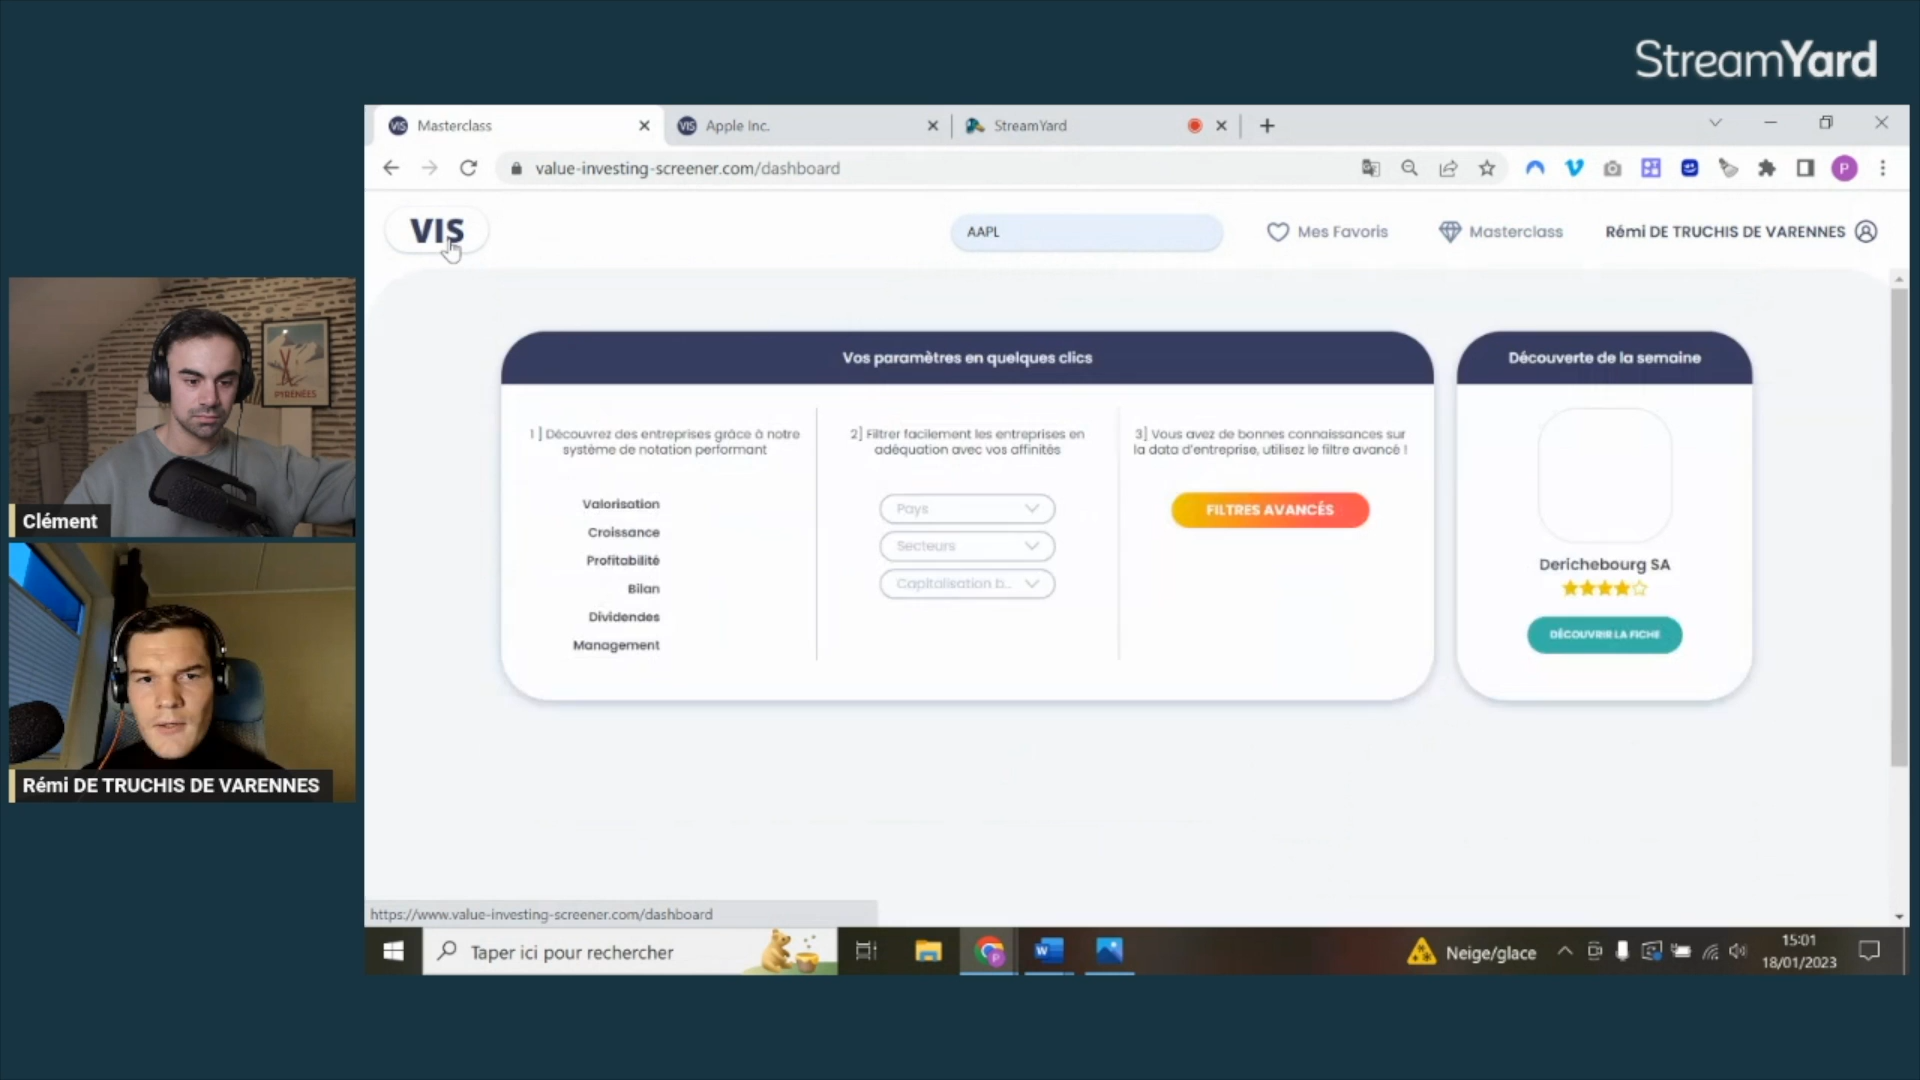 StreamYard
Masterclass
Apple Inc.
StreamYard
value-investing-screener.com/dashboard
P
VIS
AAPL
Mes Favoris
Masterclass
Rémi DE TRUCHIS DE VARENNES
Vos paramètres en quelques clics
1 ] Découvrez des entreprises grâce à notre
système de notation performant
Valorisation
Croissance
Profitabilité
Bilan
Dividendes
Management
2] Filtrer facilement les entreprises en
adéquation avec vos affinités
Pays
Secteurs
Capitalisation b...
3] Vous avez de bonnes connaissances sur
la data d'entreprise, utilisez le filtre avancé !
FILTRES AVANCÉS
Découverte de la semaine
Derichebourg SA
DÉCOUVRIR LA FICHE
PYRENEES
Clément
Rémi DE TRUCHIS DE VARENNES
https://www.value-investing-screener.com/dashboard
Taper ici pour rechercher
Neige/glace
15:01
18/01/2023